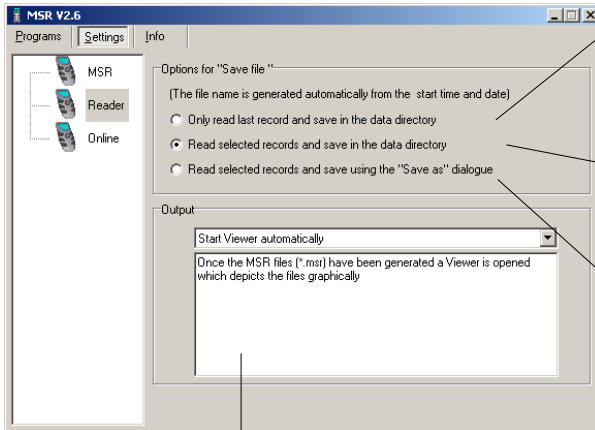 MSR V2.6
Programs Settings Info
MSR
Reader
Online
Options for "Save file "
(The file name is generated automatically from the start time and date)
Only read last record and save in the data directory
Read selected records and save in the data directory
Read selected records and save using the "Save as" dialogue
Output
Start Viewer automatically
Once the MSR files (*.msr) have been generated a Viewer is opened
which depicts the files graphically